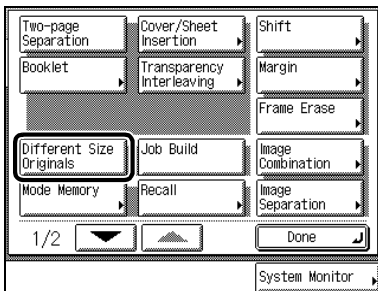 Two-page
Separation
Cover/Sheet
Insertion
Shift
Booklet
Transparency
Interleaving
Margin
Frame Erase
Different Size
Originals
Job Build
Image
Combination
Mode Memory
Recall
Image
Separation
1/2
Done
System Monitor